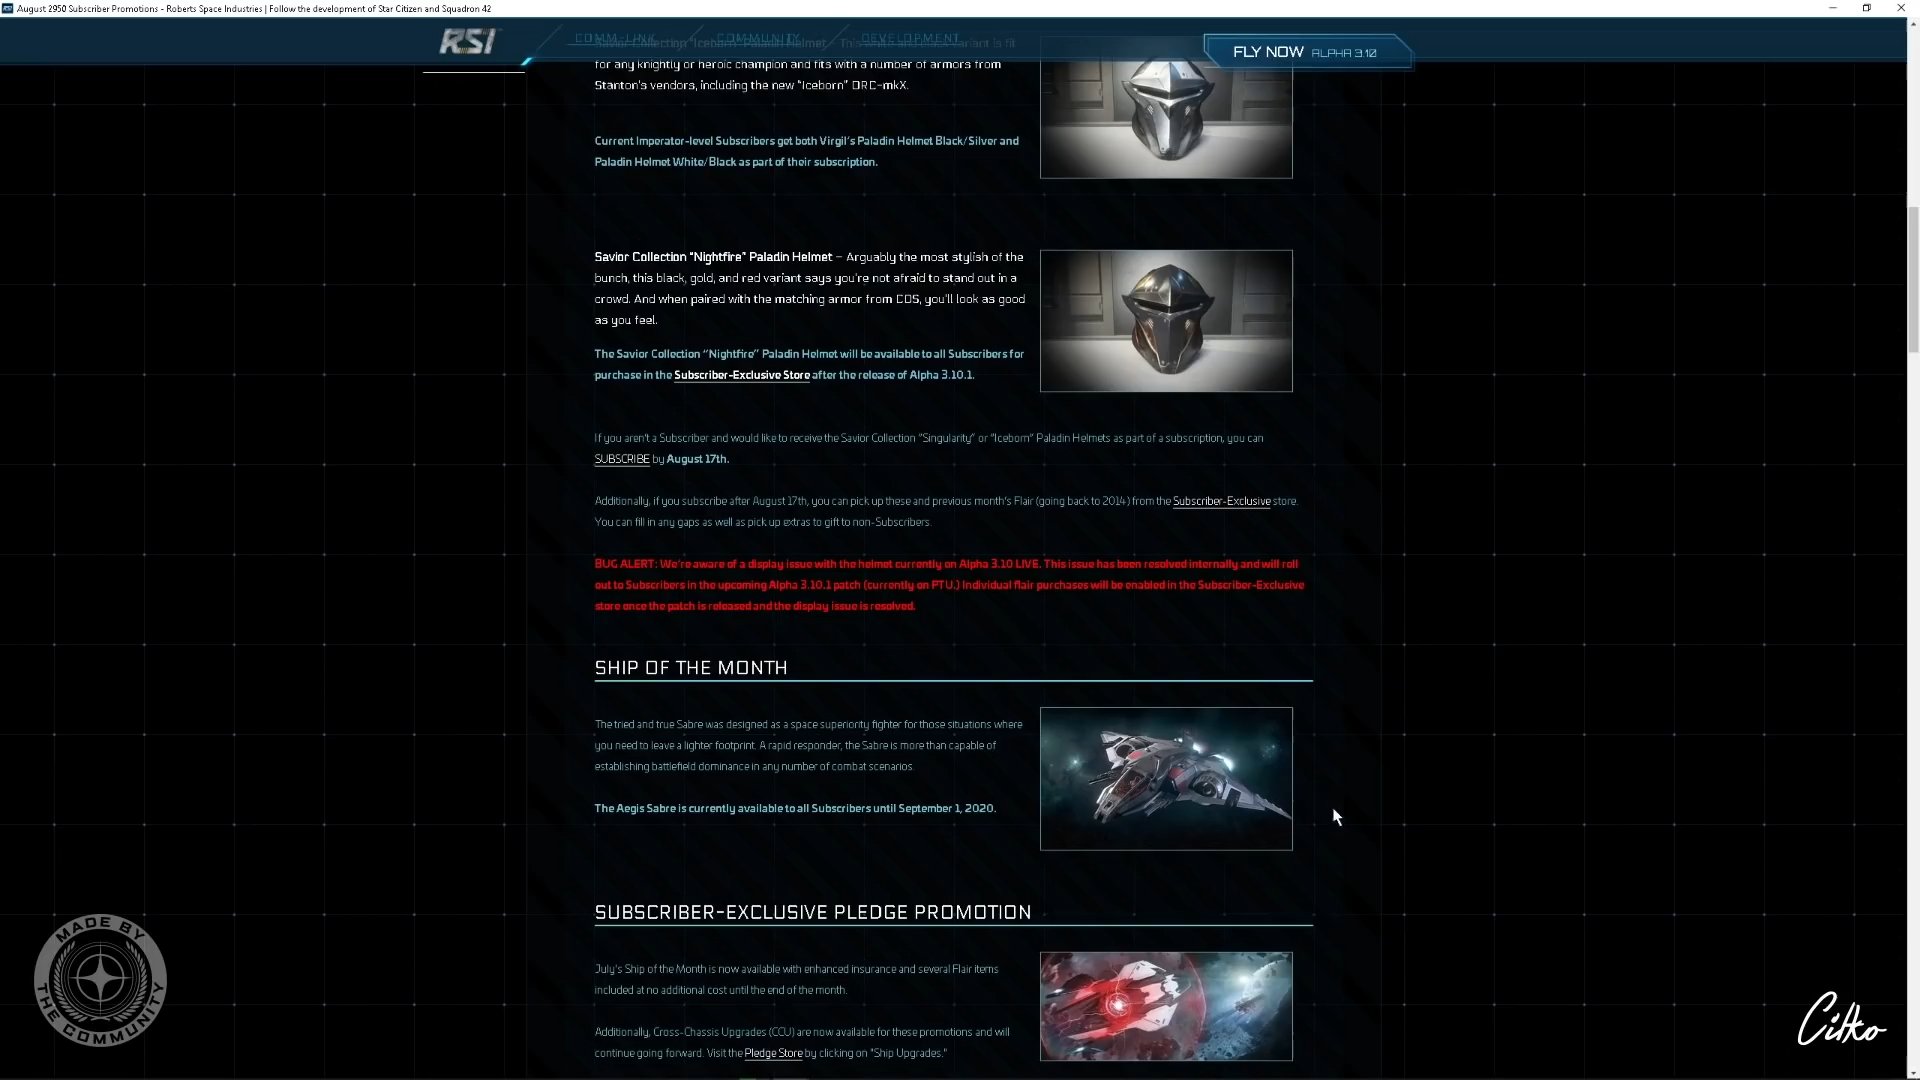 August 2950 Subscriber Promotions - Roberts Space Industries | Follow the development of Star Citizen and Squadron 42
RSI
COMM-LINK
COMMUNITY
DEVELOPMENT
FLY NOW ALPHA 3.10
Savior Collection "Iceborn" Paladin Helmet – This white and black variant is fit
for any knightly or heroic champion and fits with a number of armors from
Stanton's vendors, including the new "Iceborn" ORC-mkX.
Current Imperator-level Subscribers get both Virgil's Paladin Helmet Black/Silver and
Paladin Helmet White/Black as part of their subscription.
Savior Collection "Nightfire" Paladin Helmet – Arguably the most stylish of the
bunch, this black, gold, and red variant says you're not afraid to stand out in a
crowd. And when paired with the matching armor from CDS, you'll look as good
as you feel.
The Savior Collection "Nightfire" Paladin Helmet will be available to all Subscribers for
purchase in the Subscriber-Exclusive Store after the release of Alpha 3.10.1.
If you aren't a Subscriber and would like to receive the Savior Collection "Singularity" or "Iceborn" Paladin Helmets as part of a subscription, you can
SUBSCRIBE by August 17th.
Additionally, if you subscribe after August 17th, you can pick up these and previous month's Flair (going back to 2014) from the Subscriber-Exclusive store.
You can fill in any gaps as well as pick up extras to gift to non-Subscribers.
BUG ALERT: We're aware of a display issue with the helmet currently on Alpha 3.10 LIVE. This issue has been resolved internally and will roll
out to Subscribers in the upcoming Alpha 3.10.1 patch (currently on PTU.) Individual flair purchases will be enabled in the Subscriber-Exclusive
store once the patch is released and the display issue is resolved.
SHIP OF THE MONTH
The tried and true Sabre was designed as a space superiority fighter for those situations where
you need to leave a lighter footprint. A rapid responder, the Sabre is more than capable of
establishing battlefield dominance in any number of combat scenarios.
The Aegis Sabre is currently available to all Subscribers until September 1, 2020.
SUBSCRIBER-EXCLUSIVE PLEDGE PROMOTION
July's Ship of the Month is now available with enhanced insurance and several Flair items
included at no additional cost until the end of the month.
Additionally, Cross-Chassis Upgrades (CCU) are now available for these promotions and will
continue going forward. Visit the Pledge Store by clicking on "Ship Upgrades."
MADE BY
THE COMMUNITY
Citko